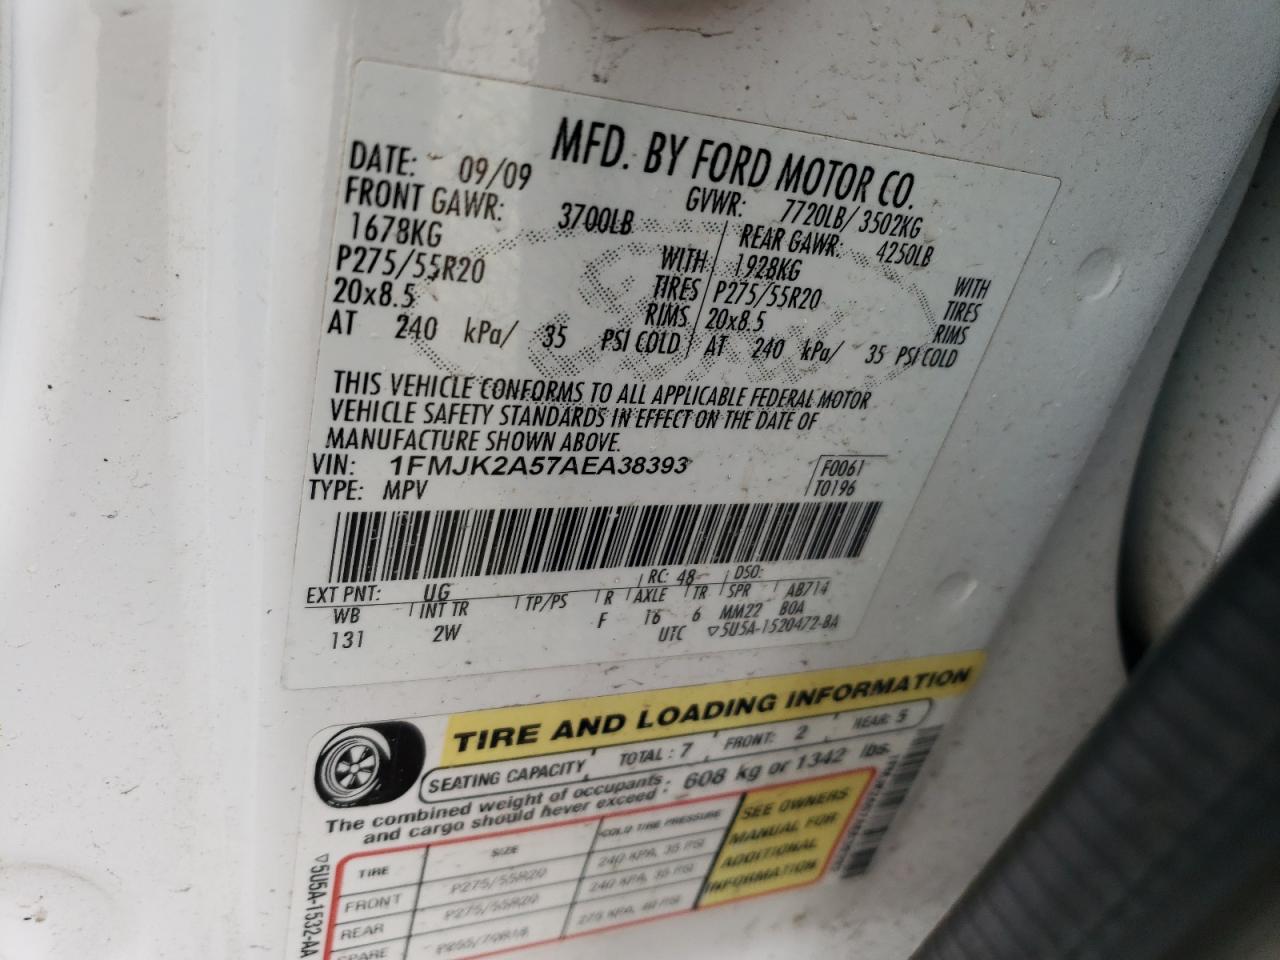 MFD. BY FORD MOTOR CO.
DATE: 09/09 GVWR: 7720LB/ 3502KG
FRONT GAWR: 3700LB REAR GAWR: 4250LB
1678KG WITH 1928KG WITH
P275/55R20 TIRES P275/55R20 TIRES
20x8.5 RIMS 20x8.5 RIMS
AT 240 kPa/ 35 PSI COLD AT 240 kPa/ 35 PSI COLD
THIS VEHICLE CONFORMS TO ALL APPLICABLE FEDERAL MOTOR
VEHICLE SAFETY STANDARDS IN EFFECT ON THE DATE OF
MANUFACTURE SHOWN ABOVE.
VIN: 1FMJK2A57AEA38393 F0061
TYPE: MPV T0196
EXT PNT: UG RC: 48 DSO:
WB INT TR TP/PS R AXLE TR SPR AB714
131 2W F 16 6 MM22 BOA
UTC ▽5U5A-1520472-BA
TIRE AND LOADING INFORMATION
SEATING CAPACITY TOTAL : 7 FRONT: 2 REAR: 5
The combined weight of occupants
and cargo should never exceed : 608 kg or 1342 lbs.
TIRE SIZE COLD TIRE PRESSURE
FRONT P275/55R20 240 KPA, 35 PSI
REAR P275/55R20 240 KPA, 35 PSI
SPARE
SEE OWNERS
MANUAL FOR
ADDITIONAL
INFORMATION
▽5U5A-1532-AA